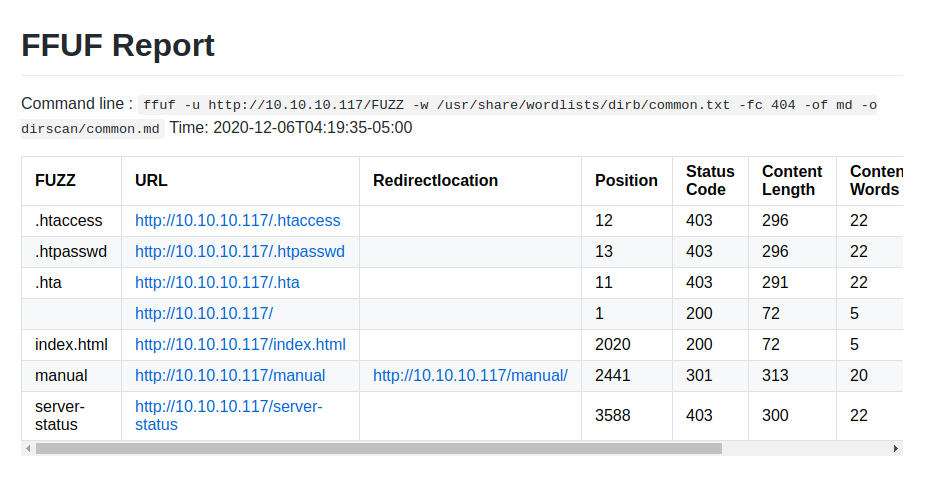 FFUF Report
Command line : ffuf -u http://10.10.10.117/FUZZ -w /usr/share/wordlists/dirb/common.txt -fc 404 -of md -o
dirscan/common.md Time: 2020-12-06T04:19:35-05:00
FUZZ URL Redirectlocation Position Status Code Content Length Conten Words
.htaccess http://10.10.10.117/.htaccess 12 403 296 22
.htpasswd http://10.10.10.117/.htpasswd 13 403 296 22
.hta http://10.10.10.117/.hta 11 403 291 22
http://10.10.10.117/ 1 200 72 5
index.html http://10.10.10.117/index.html 2020 200 72 5
manual http://10.10.10.117/manual http://10.10.10.117/manual/ 2441 301 313 20
server-status http://10.10.10.117/server-status 3588 403 300 22